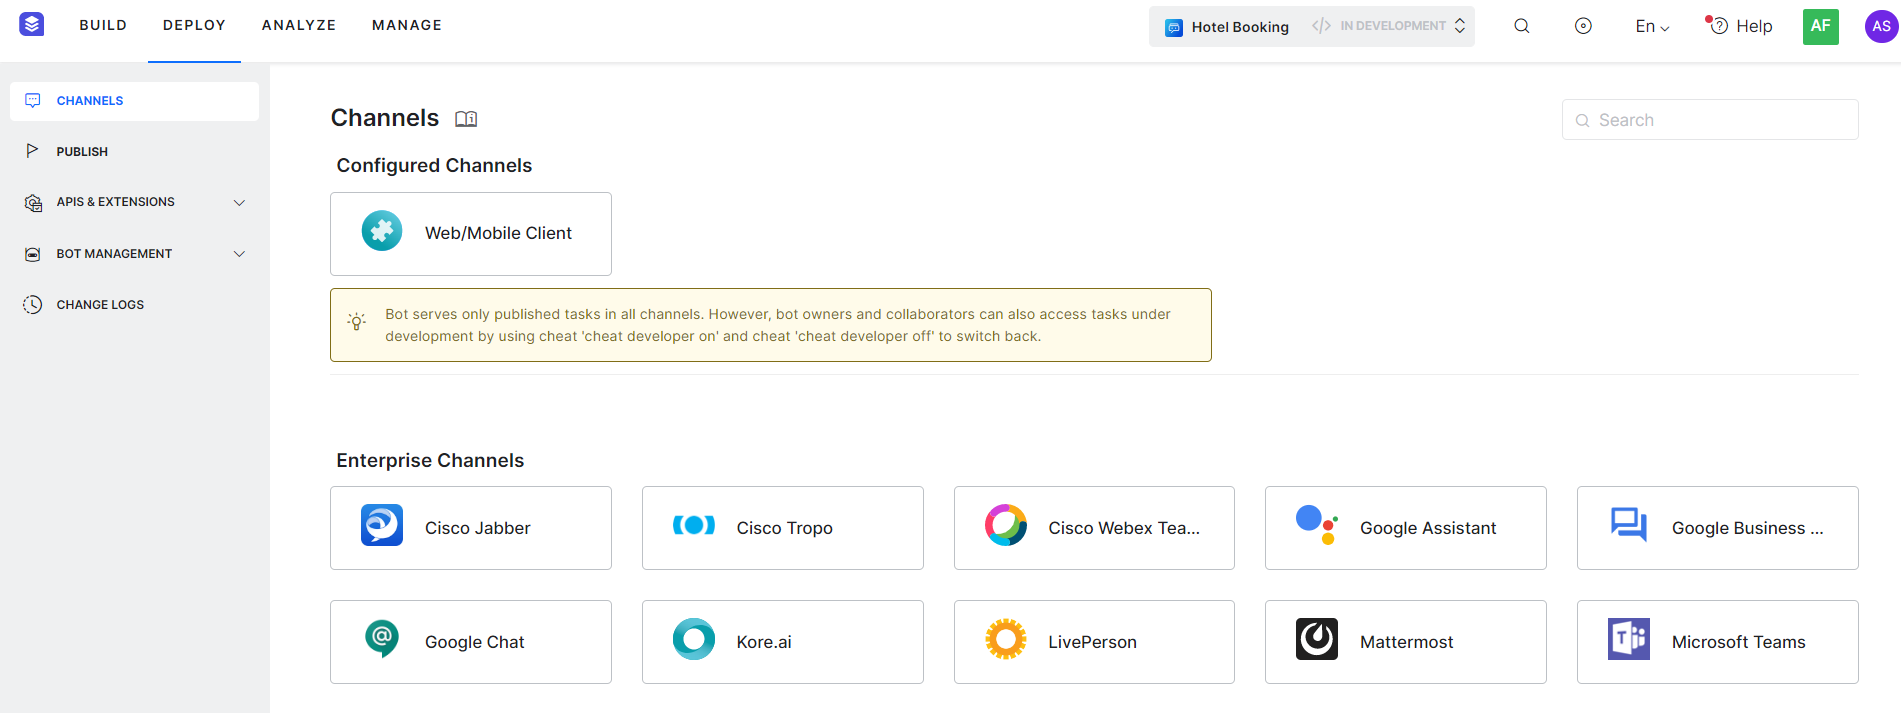 BUILD DEPLOY ANALYZE MANAGE Hotel Booking </> IN DEVELOPMENT En Help AF AS
CHANNELS
PUBLISH
APIS & EXTENSIONS
BOT MANAGEMENT
CHANGE LOGS
Channels
Search
Configured Channels
Web/Mobile Client
Bot serves only published tasks in all channels. However, bot owners and collaborators can also access tasks under
development by using cheat 'cheat developer on' and cheat 'cheat developer off' to switch back.
Enterprise Channels
Cisco Jabber Cisco Tropo Cisco Webex Tea... Google Assistant Google Business ...
Google Chat Kore.ai LivePerson Mattermost Microsoft Teams